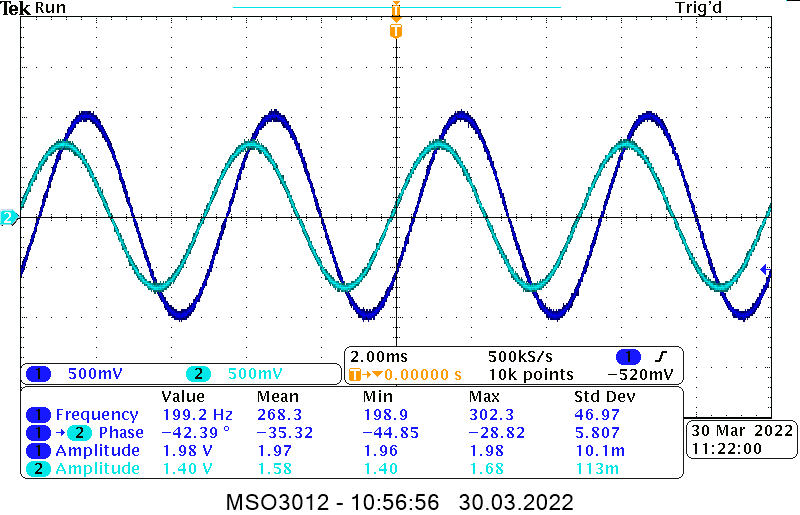 Tek Run Trig'd
T
T
2
2.00ms 500kS/s 1
1 500mV 2 500mV T→▼0.00000 s 10k points −520mV
Value Mean Min Max Std Dev
1 Frequency 199.2 Hz 268.3 198.9 302.3 46.97
1 → 2 Phase −42.39 ° −35.32 −44.85 −28.82 5.807
1 Amplitude 1.98 V 1.97 1.96 1.98 10.1m
2 Amplitude 1.40 V 1.58 1.40 1.68 113m
30 Mar 2022
11:22:00
MSO3012 - 10:56:56 30.03.2022